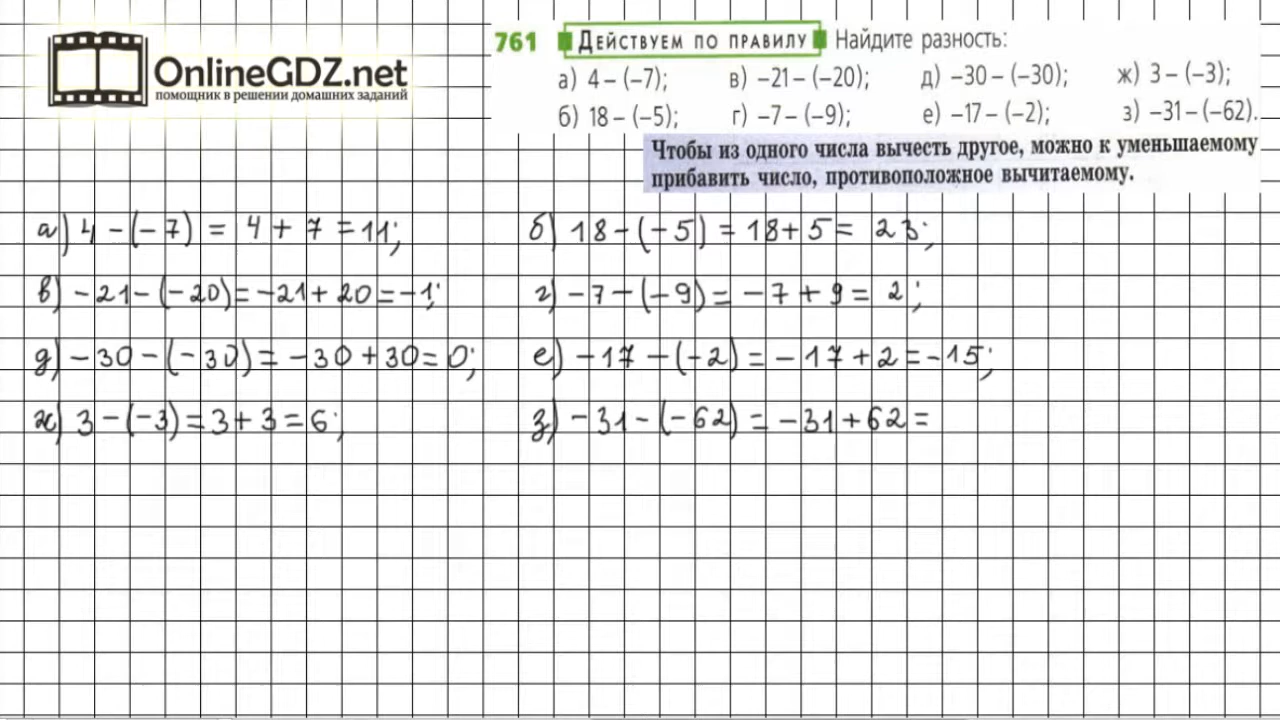 OnlineGDZ.net
помощник в решении домашних заданий
761 ДЕЙСТВУЕМ ПО ПРАВИЛУ Найдите разность:
а) 4 – (–7); в) –21 – (–20); д) –30 – (–30); ж) 3 – (–3);
б) 18 – (–5); г) –7 – (–9); е) –17 – (–2); з) –31 – (–62).
Чтобы из одного числа вычесть другое, можно к уменьшаемому
прибавить число, противоположное вычитаемому.
а) 4 – (–7) = 4 + 7 = 11; б) 18 – (–5) = 18 + 5 = 23;
в) –21 – (–20) = –21 + 20 = –1; г) –7 – (–9) = –7 + 9 = 2;
д) –30 – (–30) = –30 + 30 = 0; е) –17 – (–2) = –17 + 2 = –15;
ж) 3 – (–3) = 3 + 3 = 6; з) –31 – (–62) = –31 + 62 =